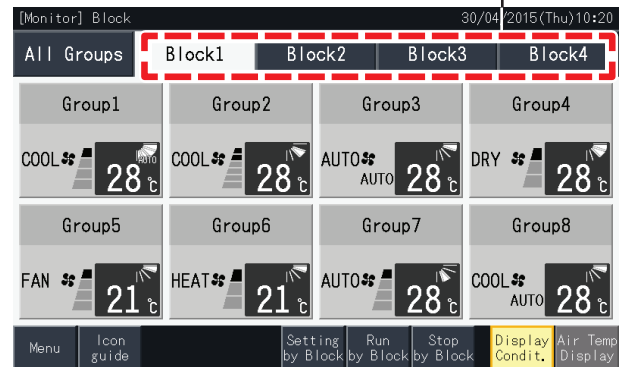 [Monitor] Block 30/04/2015(Thu)10:20
All Groups Block1 Block2 Block3 Block4
Group1 Group2 Group3 Group4
COOL AUTO 28℃ COOL 28℃ AUTO AUTO 28℃ DRY 28℃
Group5 Group6 Group7 Group8
FAN 21℃ HEAT 21℃ AUTO 28℃ COOL AUTO 28℃
Menu Icon guide Setting by Block Run by Block Stop by Block Display Condit. Air Temp Display